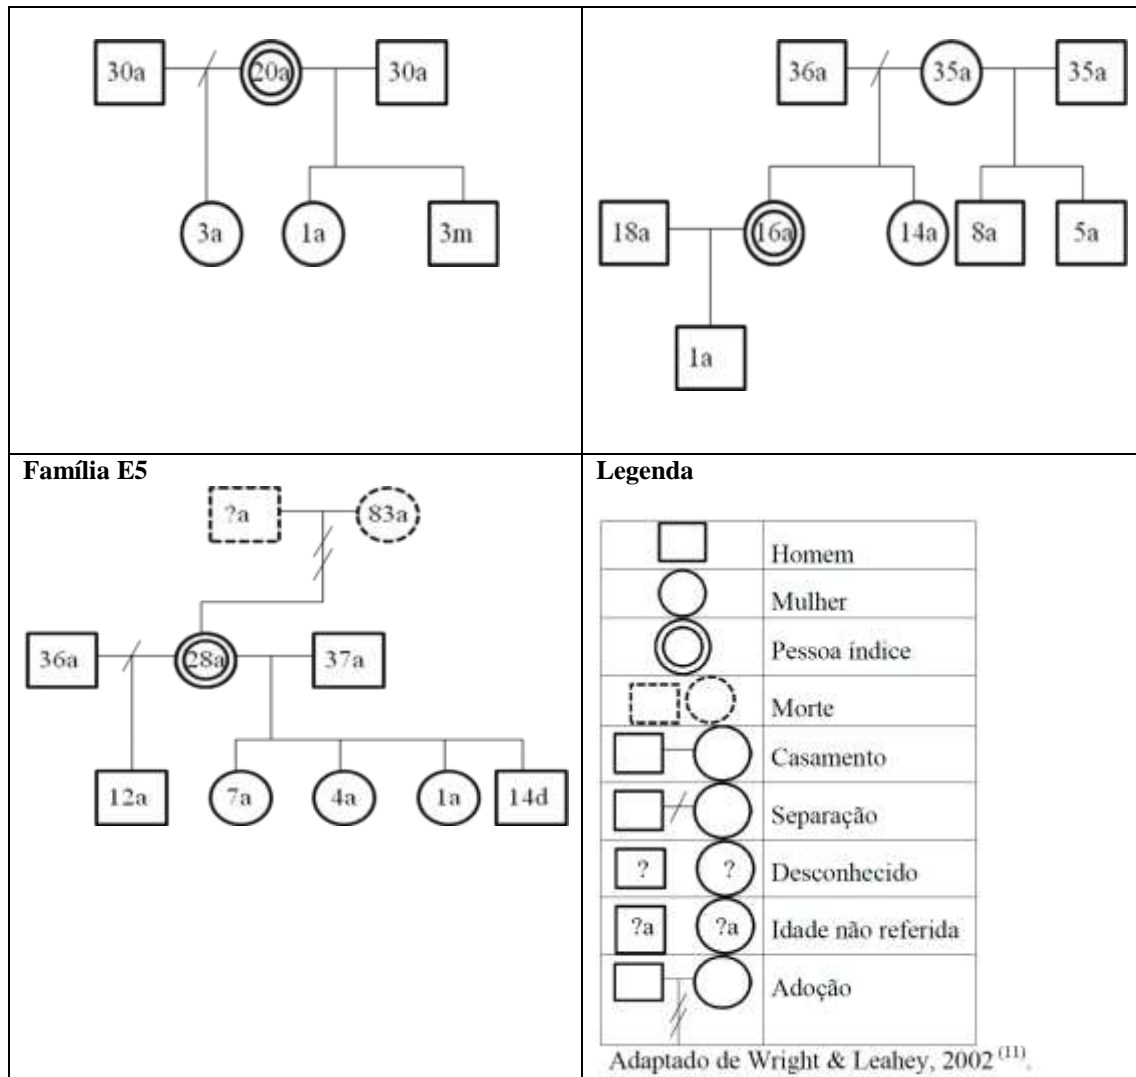 30a 20a 30a
3a 1a 3m
36a 35a 35a
18a 16a 14a 8a 5a
1a
Família E5
?a 83a
36a 28a 37a
12a 7a 4a 1a 14d
Legenda
Homem
Mulher
Pessoa índice
Morte
Casamento
Separação
? ? Desconhecido
?a ?a Idade não referida
Adoção
Adaptado de Wright & Leahey, 2002 (11).